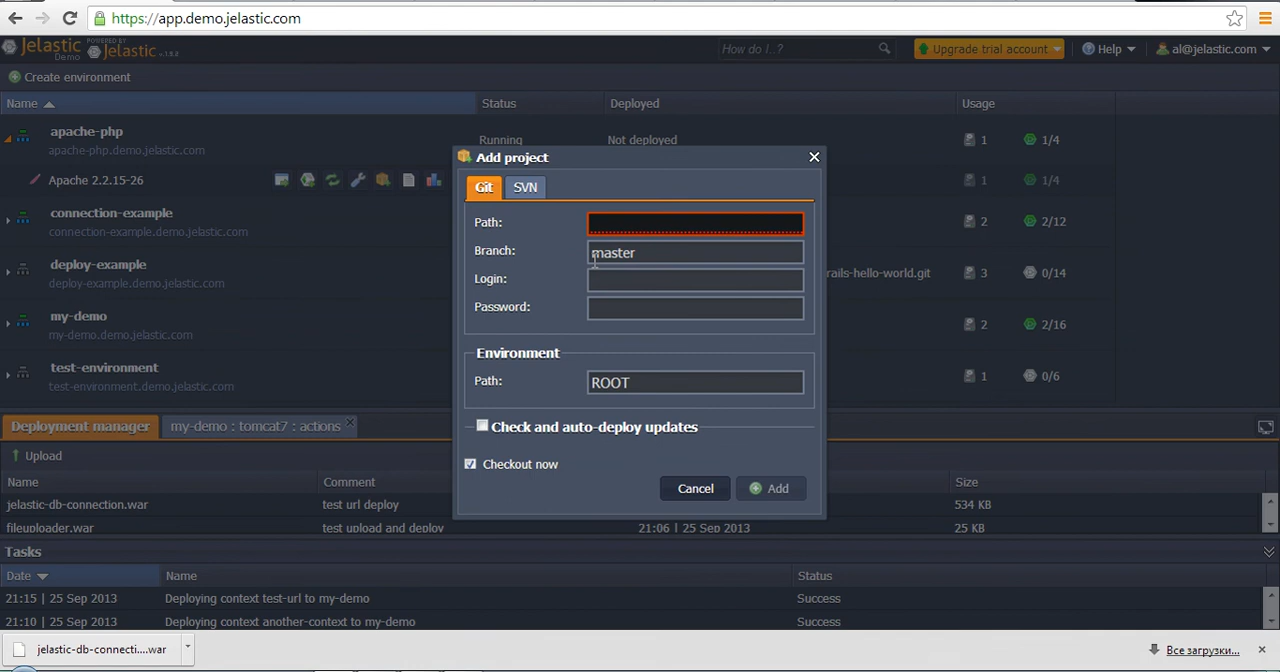 https://app.demo.jelastic.com
Jelastic Demo POWERED BY Jelastic v.1.9.2 How do I..? Upgrade trial account Help al@jelastic.com
Create environment
Name Status Deployed Usage
apache-php Running Not deployed 1 1/4
apache-php.demo.jelastic.com
Apache 2.2.15-26 1 1/4
connection-example 2 2/12
connection-example.demo.jelastic.com
deploy-example rails-hello-world.git 3 0/14
deploy-example.demo.jelastic.com
my-demo 2 2/16
my-demo.demo.jelastic.com
test-environment 1 0/6
test-environment.demo.jelastic.com
Add project
Git SVN
Path:
Branch: master
Login:
Password:
Environment
Path: ROOT
Check and auto-deploy updates
Checkout now
Cancel Add
Deployment manager my-demo : tomcat7 : actions
Upload
Name Comment Size
jelastic-db-connection.war test url deploy 534 KB
fileuploader.war test upload and deploy 21:06 | 25 Sep 2013 25 KB
Tasks
Date Name Status
21:15 | 25 Sep 2013 Deploying context test-url to my-demo Success
21:10 | 25 Sep 2013 Deploying context another-context to my-demo Success
jelastic-db-connecti....war Все загрузки...